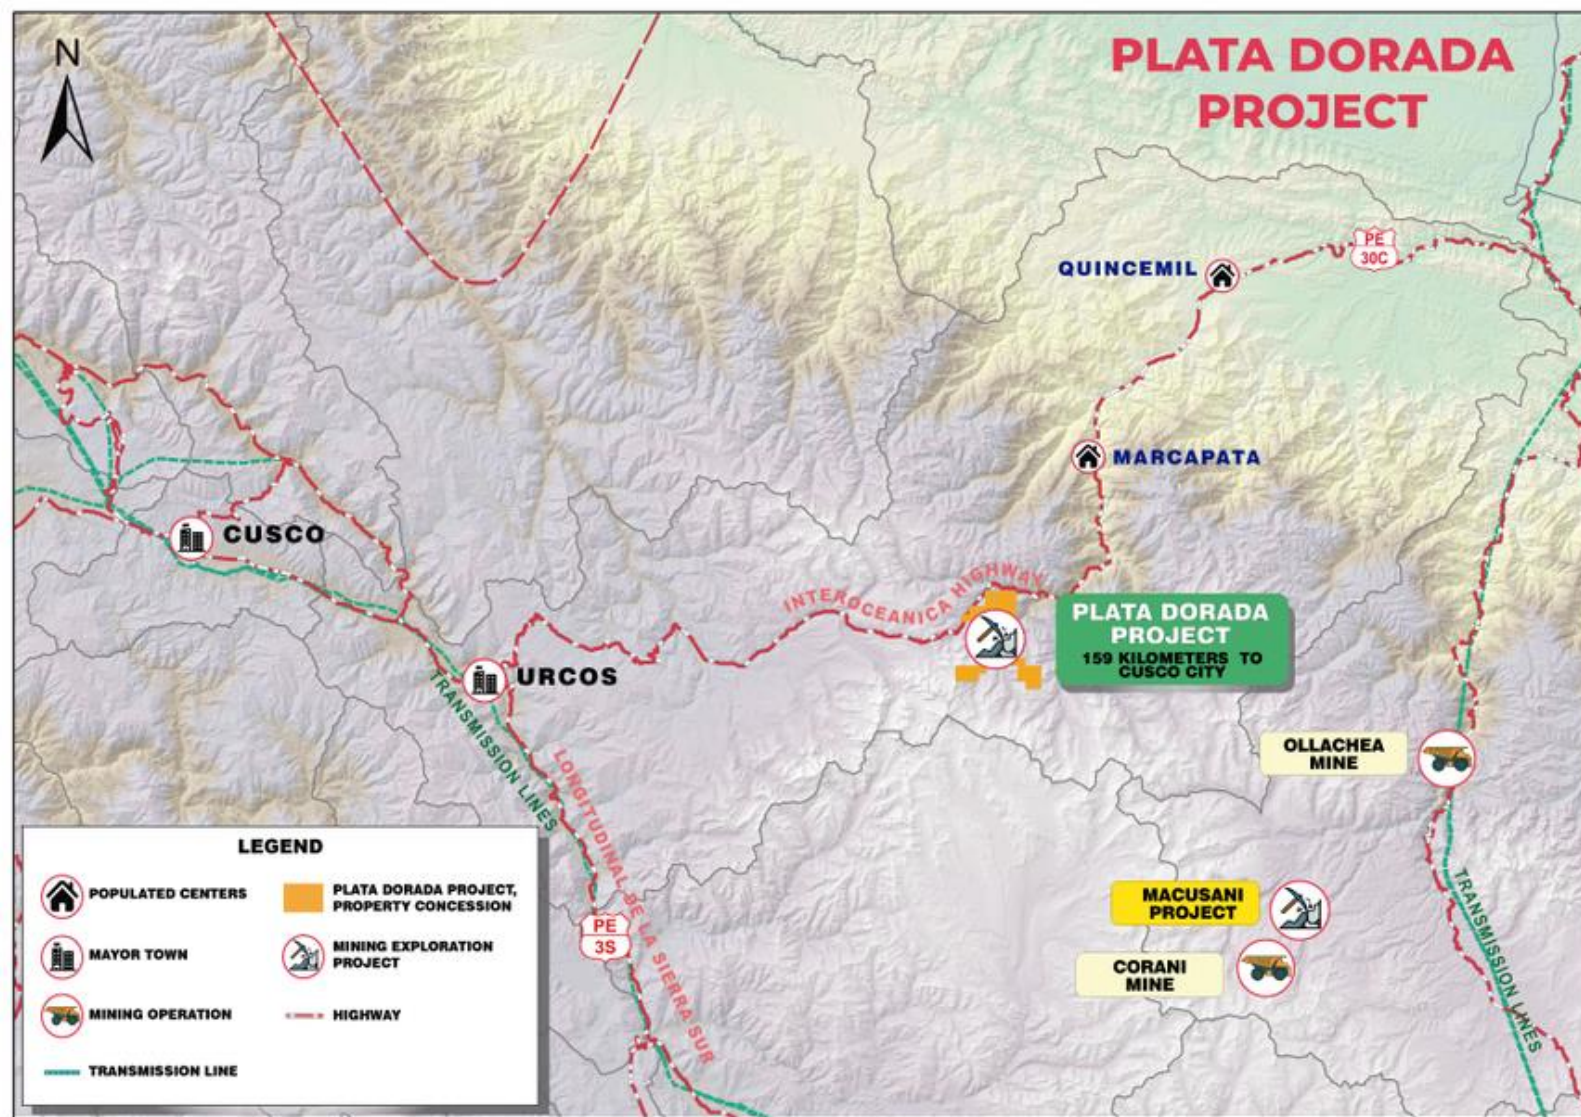 N
PLATA DORADA
PROJECT
PE
30C
QUINCEMIL
MARCAPATA
CUSCO
INTEROCEANICA HIGHWAY
PLATA DORADA
PROJECT
159 KILOMETERS TO
CUSCO CITY
URCOS
TRANSMISSION LINES
LONGITUDINAL DE LA SIERRA SUR
OLLACHEA
MINE
MACUSANI
PROJECT
CORANI
MINE
TRANSMISSION LINES
PE
3S
LEGEND
POPULATED CENTERS
PLATA DORADA PROJECT,
PROPERTY CONCESSION
MAYOR TOWN
MINING EXPLORATION
PROJECT
MINING OPERATION
HIGHWAY
TRANSMISSION LINE